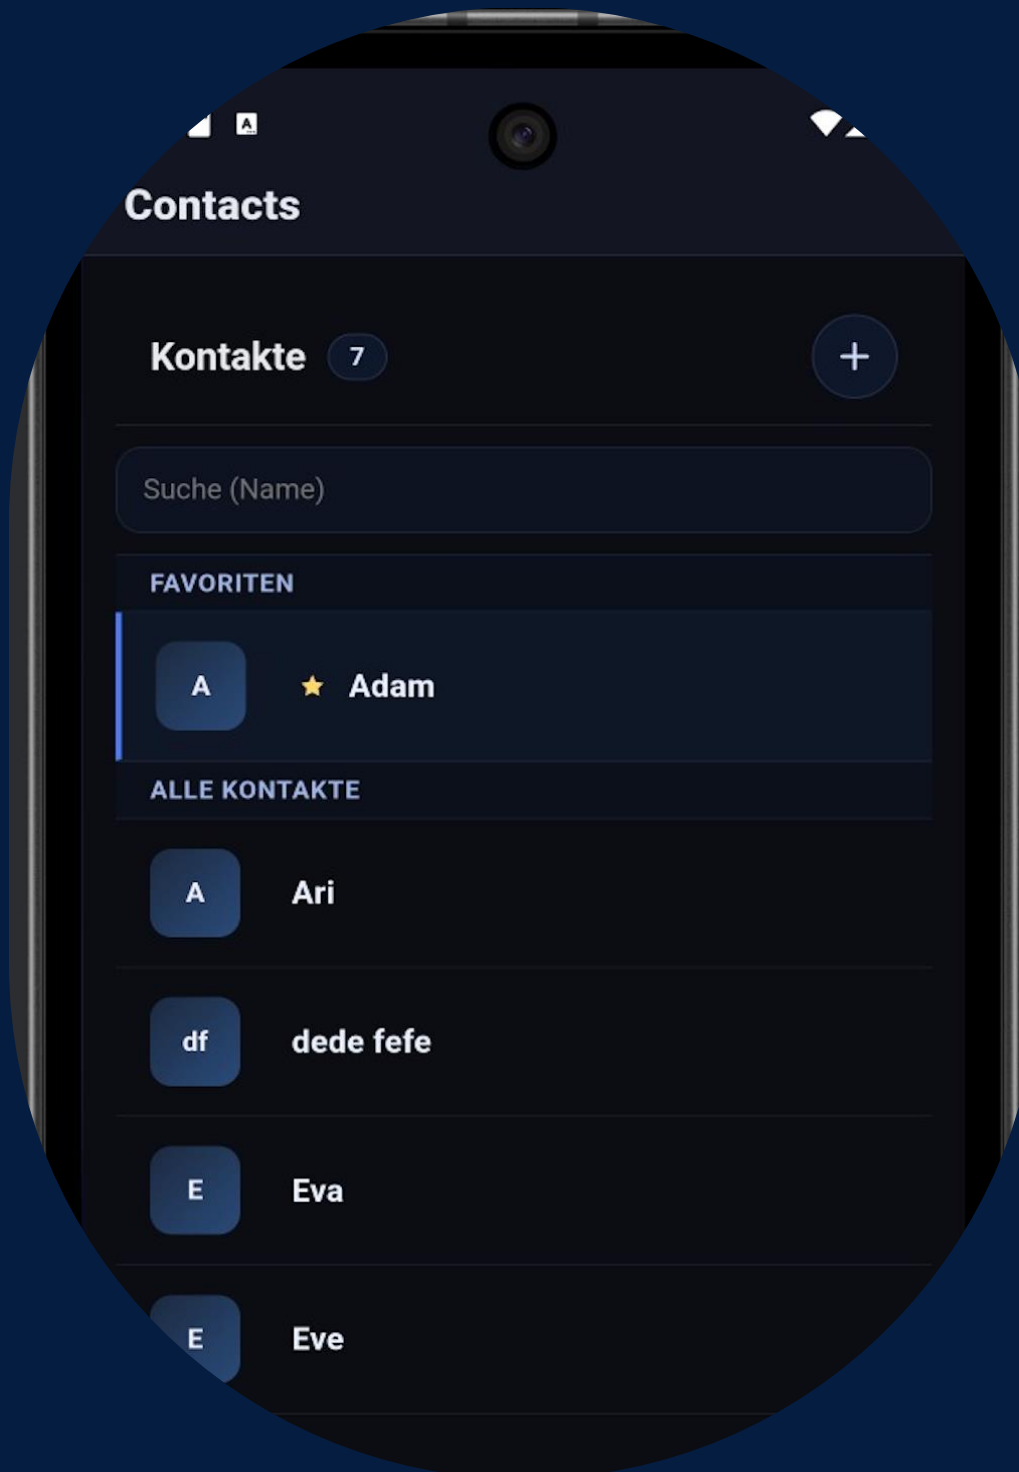 Contacts
Kontakte 7
Suche (Name)
FAVORITEN
A Adam
ALLE KONTAKTE
A Ari
df dede fefe
E Eva
E Eve